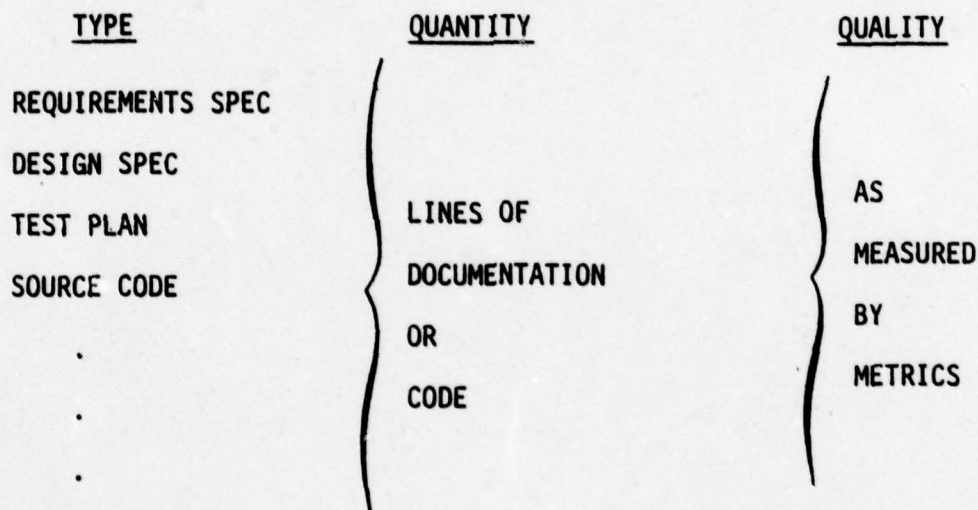 TYPE
REQUIREMENTS SPEC
DESIGN SPEC
TEST PLAN
SOURCE CODE
.
.
.
QUANTITY
LINES OF
DOCUMENTATION
OR
CODE
QUALITY
AS
MEASURED
BY
METRICS